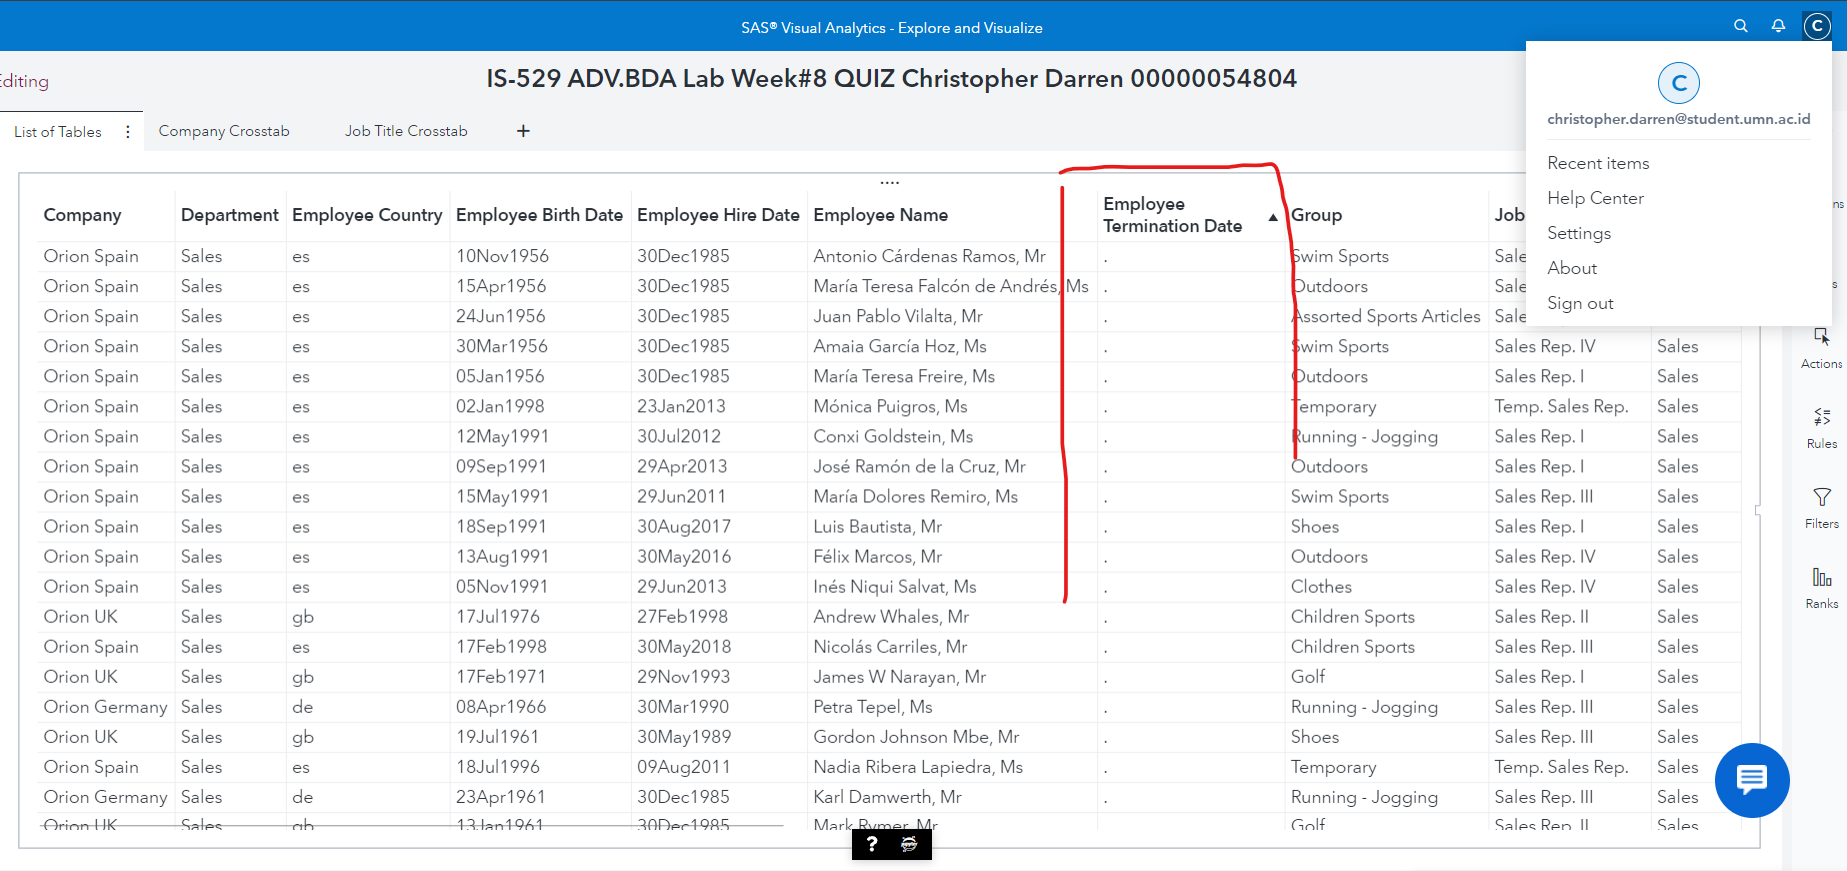 SAS® Visual Analytics - Explore and Visualize
C
Editing
IS-529 ADV.BDA Lab Week#8 QUIZ Christopher Darren 00000054804
C
christopher.darren@student.umn.ac.id
Recent items
Help Center
Settings
About
Sign out
List of Tables
Company Crosstab
Job Title Crosstab
+
Company Department Employee Country Employee Birth Date Employee Hire Date Employee Name Employee Termination Date ▲ Group Job
Orion Spain Sales es 10Nov1956 30Dec1985 Antonio Cárdenas Ramos, Mr . Swim Sports Sale
Orion Spain Sales es 15Apr1956 30Dec1985 María Teresa Falcón de Andrés, Ms . Outdoors Sale
Orion Spain Sales es 24Jun1956 30Dec1985 Juan Pablo Vilalta, Mr . Assorted Sports Articles Sale
Orion Spain Sales es 30Mar1956 30Dec1985 Amaia García Hoz, Ms . Swim Sports Sales Rep. IV Sales
Orion Spain Sales es 05Jan1956 30Dec1985 María Teresa Freire, Ms . Outdoors Sales Rep. I Sales
Orion Spain Sales es 02Jan1998 23Jan2013 Mónica Puigros, Ms . Temporary Temp. Sales Rep. Sales
Orion Spain Sales es 12May1991 30Jul2012 Conxi Goldstein, Ms . Running - Jogging Sales Rep. I Sales
Orion Spain Sales es 09Sep1991 29Apr2013 José Ramón de la Cruz, Mr . Outdoors Sales Rep. I Sales
Orion Spain Sales es 15May1991 29Jun2011 María Dolores Remiro, Ms . Swim Sports Sales Rep. III Sales
Orion Spain Sales es 18Sep1991 30Aug2017 Luis Bautista, Mr . Shoes Sales Rep. I Sales
Orion Spain Sales es 13Aug1991 30May2016 Félix Marcos, Mr . Outdoors Sales Rep. IV Sales
Orion Spain Sales es 05Nov1991 29Jun2013 Inés Niqui Salvat, Ms . Clothes Sales Rep. IV Sales
Orion UK Sales gb 17Jul1976 27Feb1998 Andrew Whales, Mr . Children Sports Sales Rep. II Sales
Orion Spain Sales es 17Feb1998 30May2018 Nicolás Carriles, Mr . Children Sports Sales Rep. III Sales
Orion UK Sales gb 17Feb1971 29Nov1993 James W Narayan, Mr . Golf Sales Rep. I Sales
Orion Germany Sales de 08Apr1966 30Mar1990 Petra Tepel, Ms . Running - Jogging Sales Rep. III Sales
Orion UK Sales gb 19Jul1961 30May1989 Gordon Johnson Mbe, Mr . Shoes Sales Rep. III Sales
Orion Spain Sales es 18Jul1996 09Aug2011 Nadia Ribera Lapiedra, Ms . Temporary Temp. Sales Rep. Sales
Orion Germany Sales de 23Apr1961 30Dec1985 Karl Damwerth, Mr . Running - Jogging Sales Rep. III Sales
Orion UK Sales gb 13Jan1961 30Dec1985 Mark Rymer, Mr Golf Sales Rep. II Sales
Actions
Rules
Filters
Ranks
?